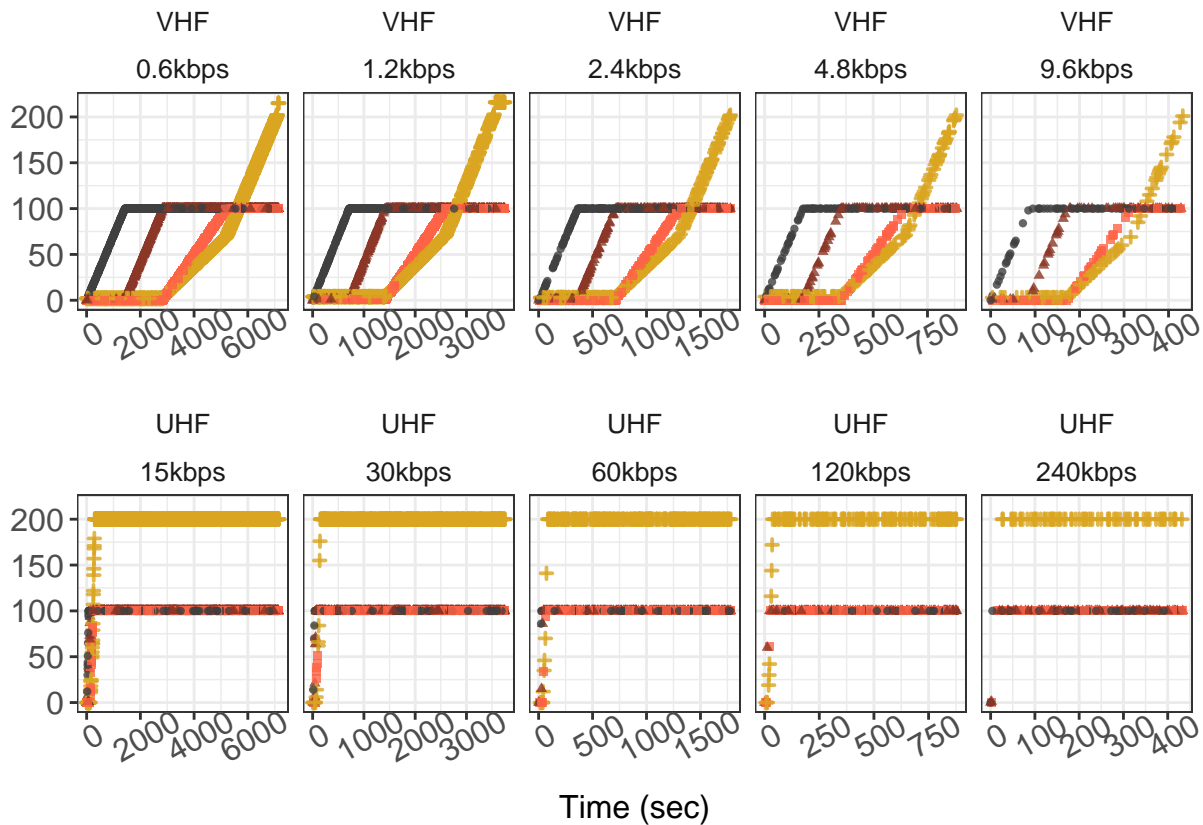 VHF VHF VHF VHF VHF
0.6kbps 1.2kbps 2.4kbps 4.8kbps 9.6kbps
200
150
100
50
0
0 2000 4000 6000 0 1000 2000 3000 0 500 1000 1500 0 250 500 750 0 100 200 300 400
UHF UHF UHF UHF UHF
15kbps 30kbps 60kbps 120kbps 240kbps
200
150
100
50
0
0 2000 4000 6000 0 1000 2000 3000 0 500 1000 1500 0 250 500 750 0 100 200 300 400
Time (sec)